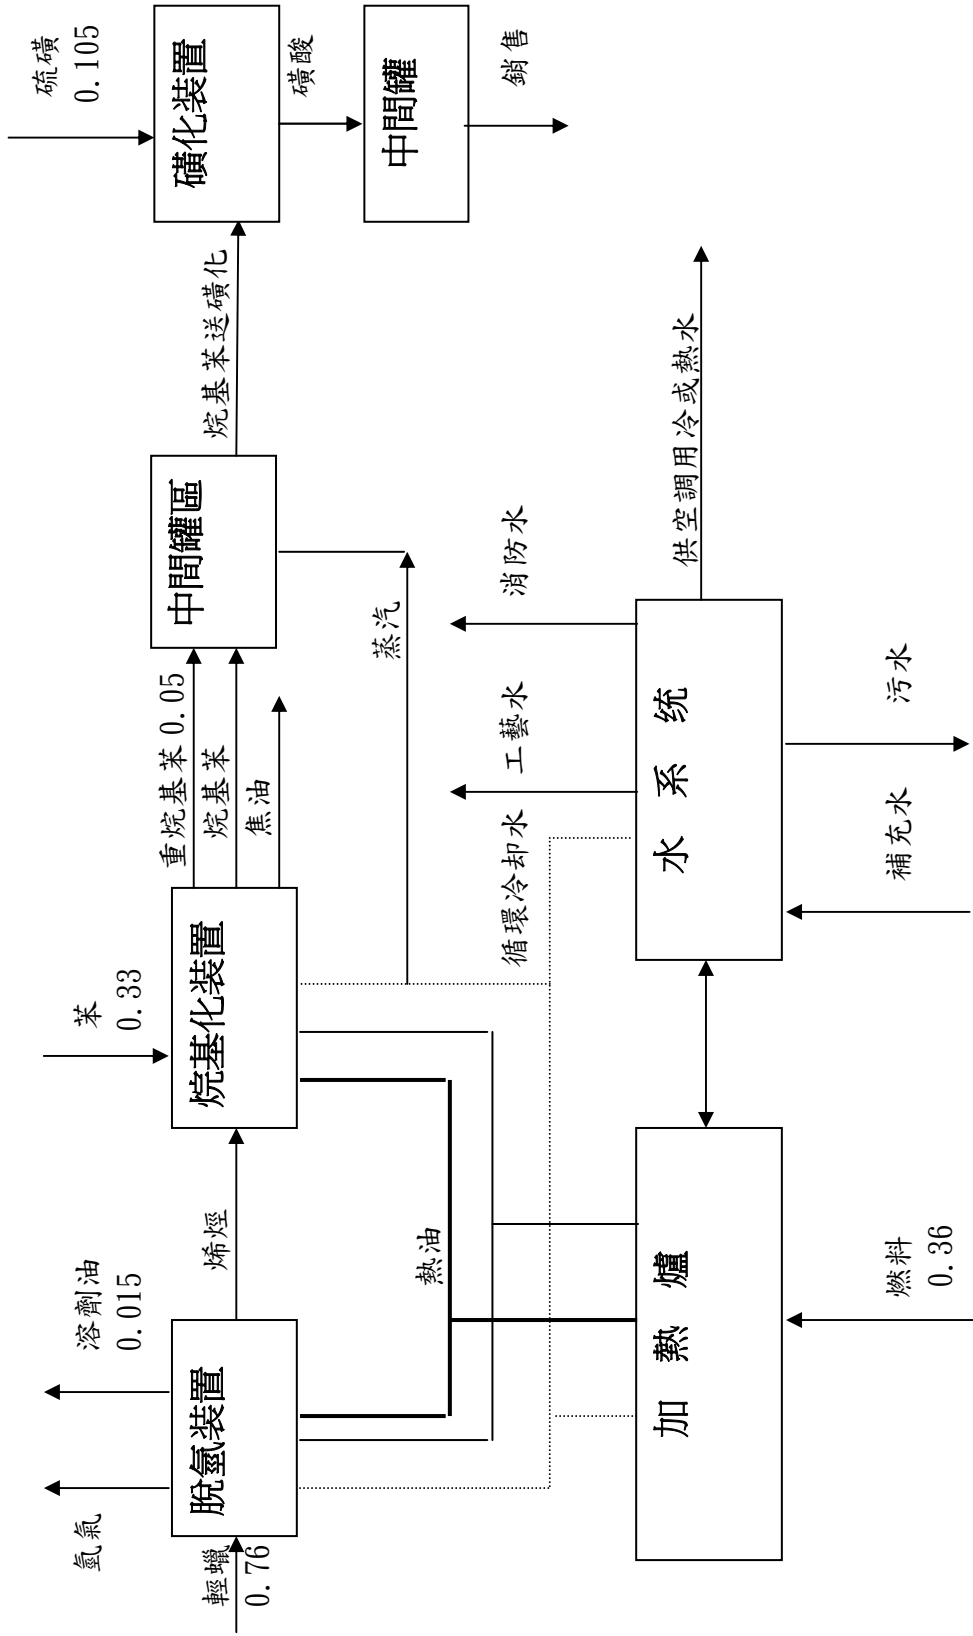 氫氣
溶劑油
0.015
苯
0.33
硫磺
0.105
輕蠟
0.76
脫氫裝置
烯烴
烷基化裝置
重烷基苯0.05
烷基苯
焦油
中間罐區
烷基苯送磺化
磺化裝置
磺酸
中間罐
銷售
熱油
蒸汽
循環冷却水
工藝水
消防水
加熱爐
水系统
供空調用冷或熱水
燃料
0.36
補充水
污水